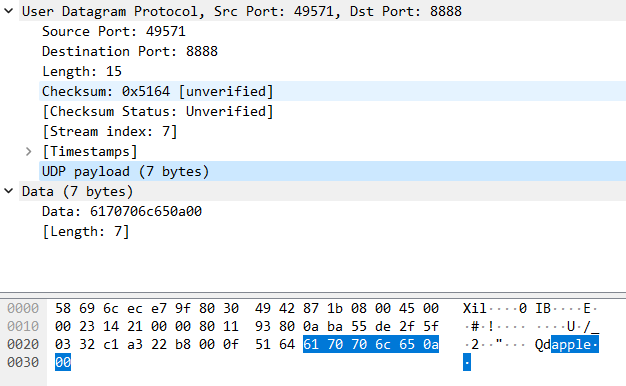 User Datagram Protocol, Src Port: 49571, Dst Port: 8888
Source Port: 49571
Destination Port: 8888
Length: 15
Checksum: 0x5164 [unverified]
[Checksum Status: Unverified]
[Stream index: 7]
[Timestamps]
UDP payload (7 bytes)
Data (7 bytes)
Data: 6170706c650a00
[Length: 7]
0000 58 69 6c ec e7 9f 80 30 49 42 87 1b 08 00 45 00 Xil····0 IB····E·
0010 00 23 14 21 00 00 80 11 93 80 0a ba 55 de 2f 5f ·#·!···· ····U·/_
0020 03 32 c1 a3 22 b8 00 0f 51 64 61 70 70 6c 65 0a ·2··"··· Qdapple·
0030 00 ·